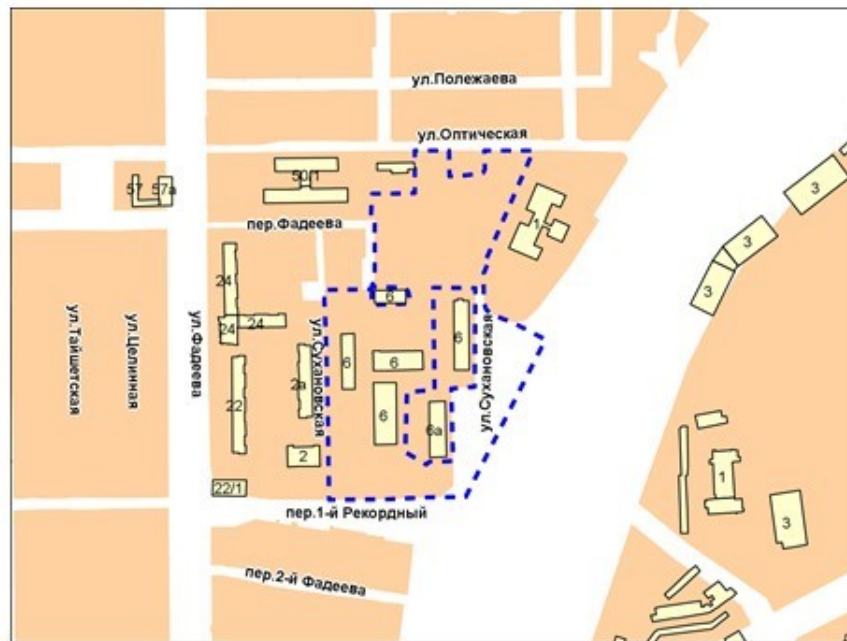 ул.Полежаева
ул.Оптическая
57
57а
50/1
1
3
3
3
пер.Фадеева
24
24
24
6
6
6
6
6
6а
2а
22
2
22/1
ул.Тайшетская
ул.Целинная
ул.Фадеева
ул.Сухановская
ул.Сухановская
1
3
пер.1-й Рекордный
пер.2-й Фадеева